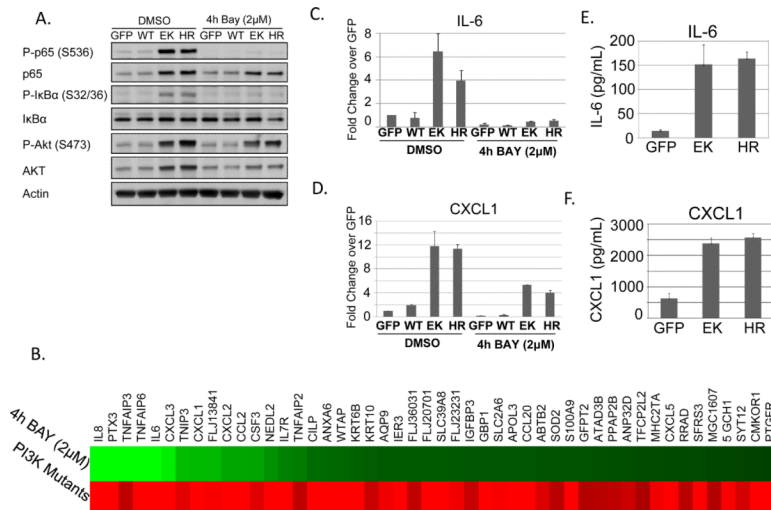 A.
DMSO 4h BAY (2µM)
GFP WT EK HR GFP WT EK HR
P-p65 (S536)
p65
P-IκBα (S32/36)
IκBα
P-Akt (S473)
AKT
Actin
C.
IL-6
Fold Change over GFP
8
6
4
2
0
GFP WT EK HR GFP WT EK HR
DMSO 4h BAY (2µM)
E.
IL-6
IL-6 (pg/mL)
200
150
100
50
0
GFP EK HR
D.
CXCL1
Fold Change over GFP
16
12
8
4
0
GFP WT EK HR GFP WT EK HR
DMSO 4h BAY (2µM)
F.
CXCL1
CXCL1 (pg/mL)
3000
2000
1000
0
GFP EK HR
B.
4h BAY (2µM)
PI3K Mutants
IL8
PTX3
TNFAIP3
TNFAIP6
IL6
CXCL3
TNIP3
CXCL1
FLJ13841
CXCL2
CCL2
CSF3
NEDL2
IL7R
TNFAIP2
CILP
ANXA6
WTAP
KRT6B
KRT10
AQP9
IER3
FLJ36031
FLJ20701
SLC39A8
FLJ23231
IGFBP3
GBP1
SLC2A6
APOL3
CCL20
ABTB2
SOD2
S100A9
GFPT2
ATAD3B
PPAP2B
ANP32D
TFCP2L2
MHC2TA
CXCL5
RRAD
SFRS3
MGC1607
5 GCH1
SYT12
CMKOR1
PTGER